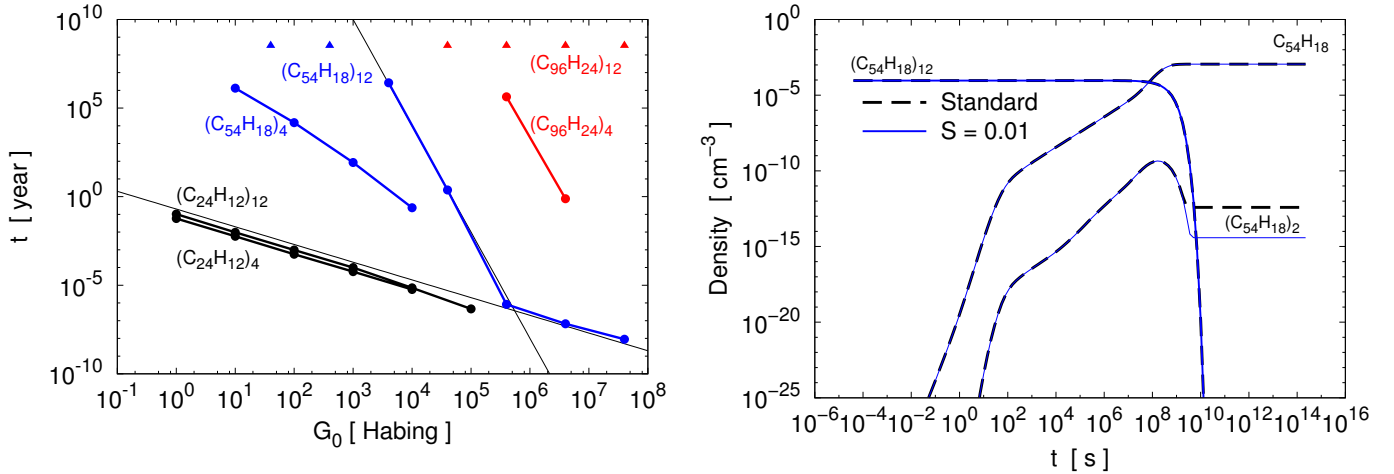 10^10
10^5
10^0
10^-5
10^-10
t [ year ]
(C54H18)12
(C96H24)12
(C54H18)4
(C96H24)4
(C24H12)12
(C24H12)4
10^-1 10^0 10^1 10^2 10^3 10^4 10^5 10^6 10^7 10^8
G0 [ Habing ]
10^0
10^-5
10^-10
10^-15
10^-20
10^-25
Density [ cm^-3 ]
C54H18
(C54H18)12
Standard
S = 0.01
(C54H18)2
10^-6 10^-4 10^-2 10^0 10^2 10^4 10^6 10^8 10^10 10^12 10^14 10^16
t [ s ]